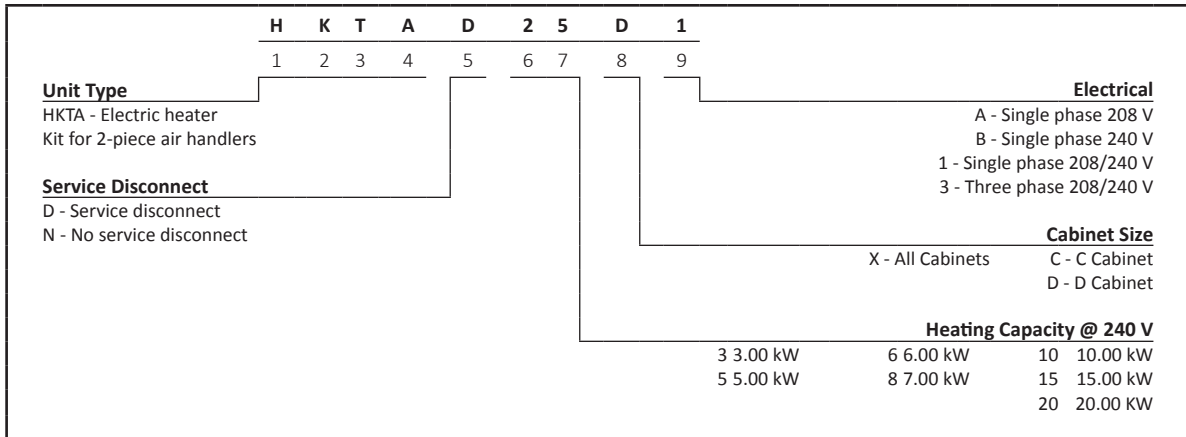 H K T A D 2 5 D 1
1 2 3 4 5 6 7 8 9
Unit Type
HKTA - Electric heater
Kit for 2-piece air handlers
Service Disconnect
D - Service disconnect
N - No service disconnect
Electrical
A - Single phase 208 V
B - Single phase 240 V
1 - Single phase 208/240 V
3 - Three phase 208/240 V
Cabinet Size
X - All Cabinets C - C Cabinet
D - D Cabinet
Heating Capacity @ 240 V
3 3.00 kW 6 6.00 kW 10 10.00 kW
5 5.00 kW 8 7.00 kW 15 15.00 kW
20 20.00 KW